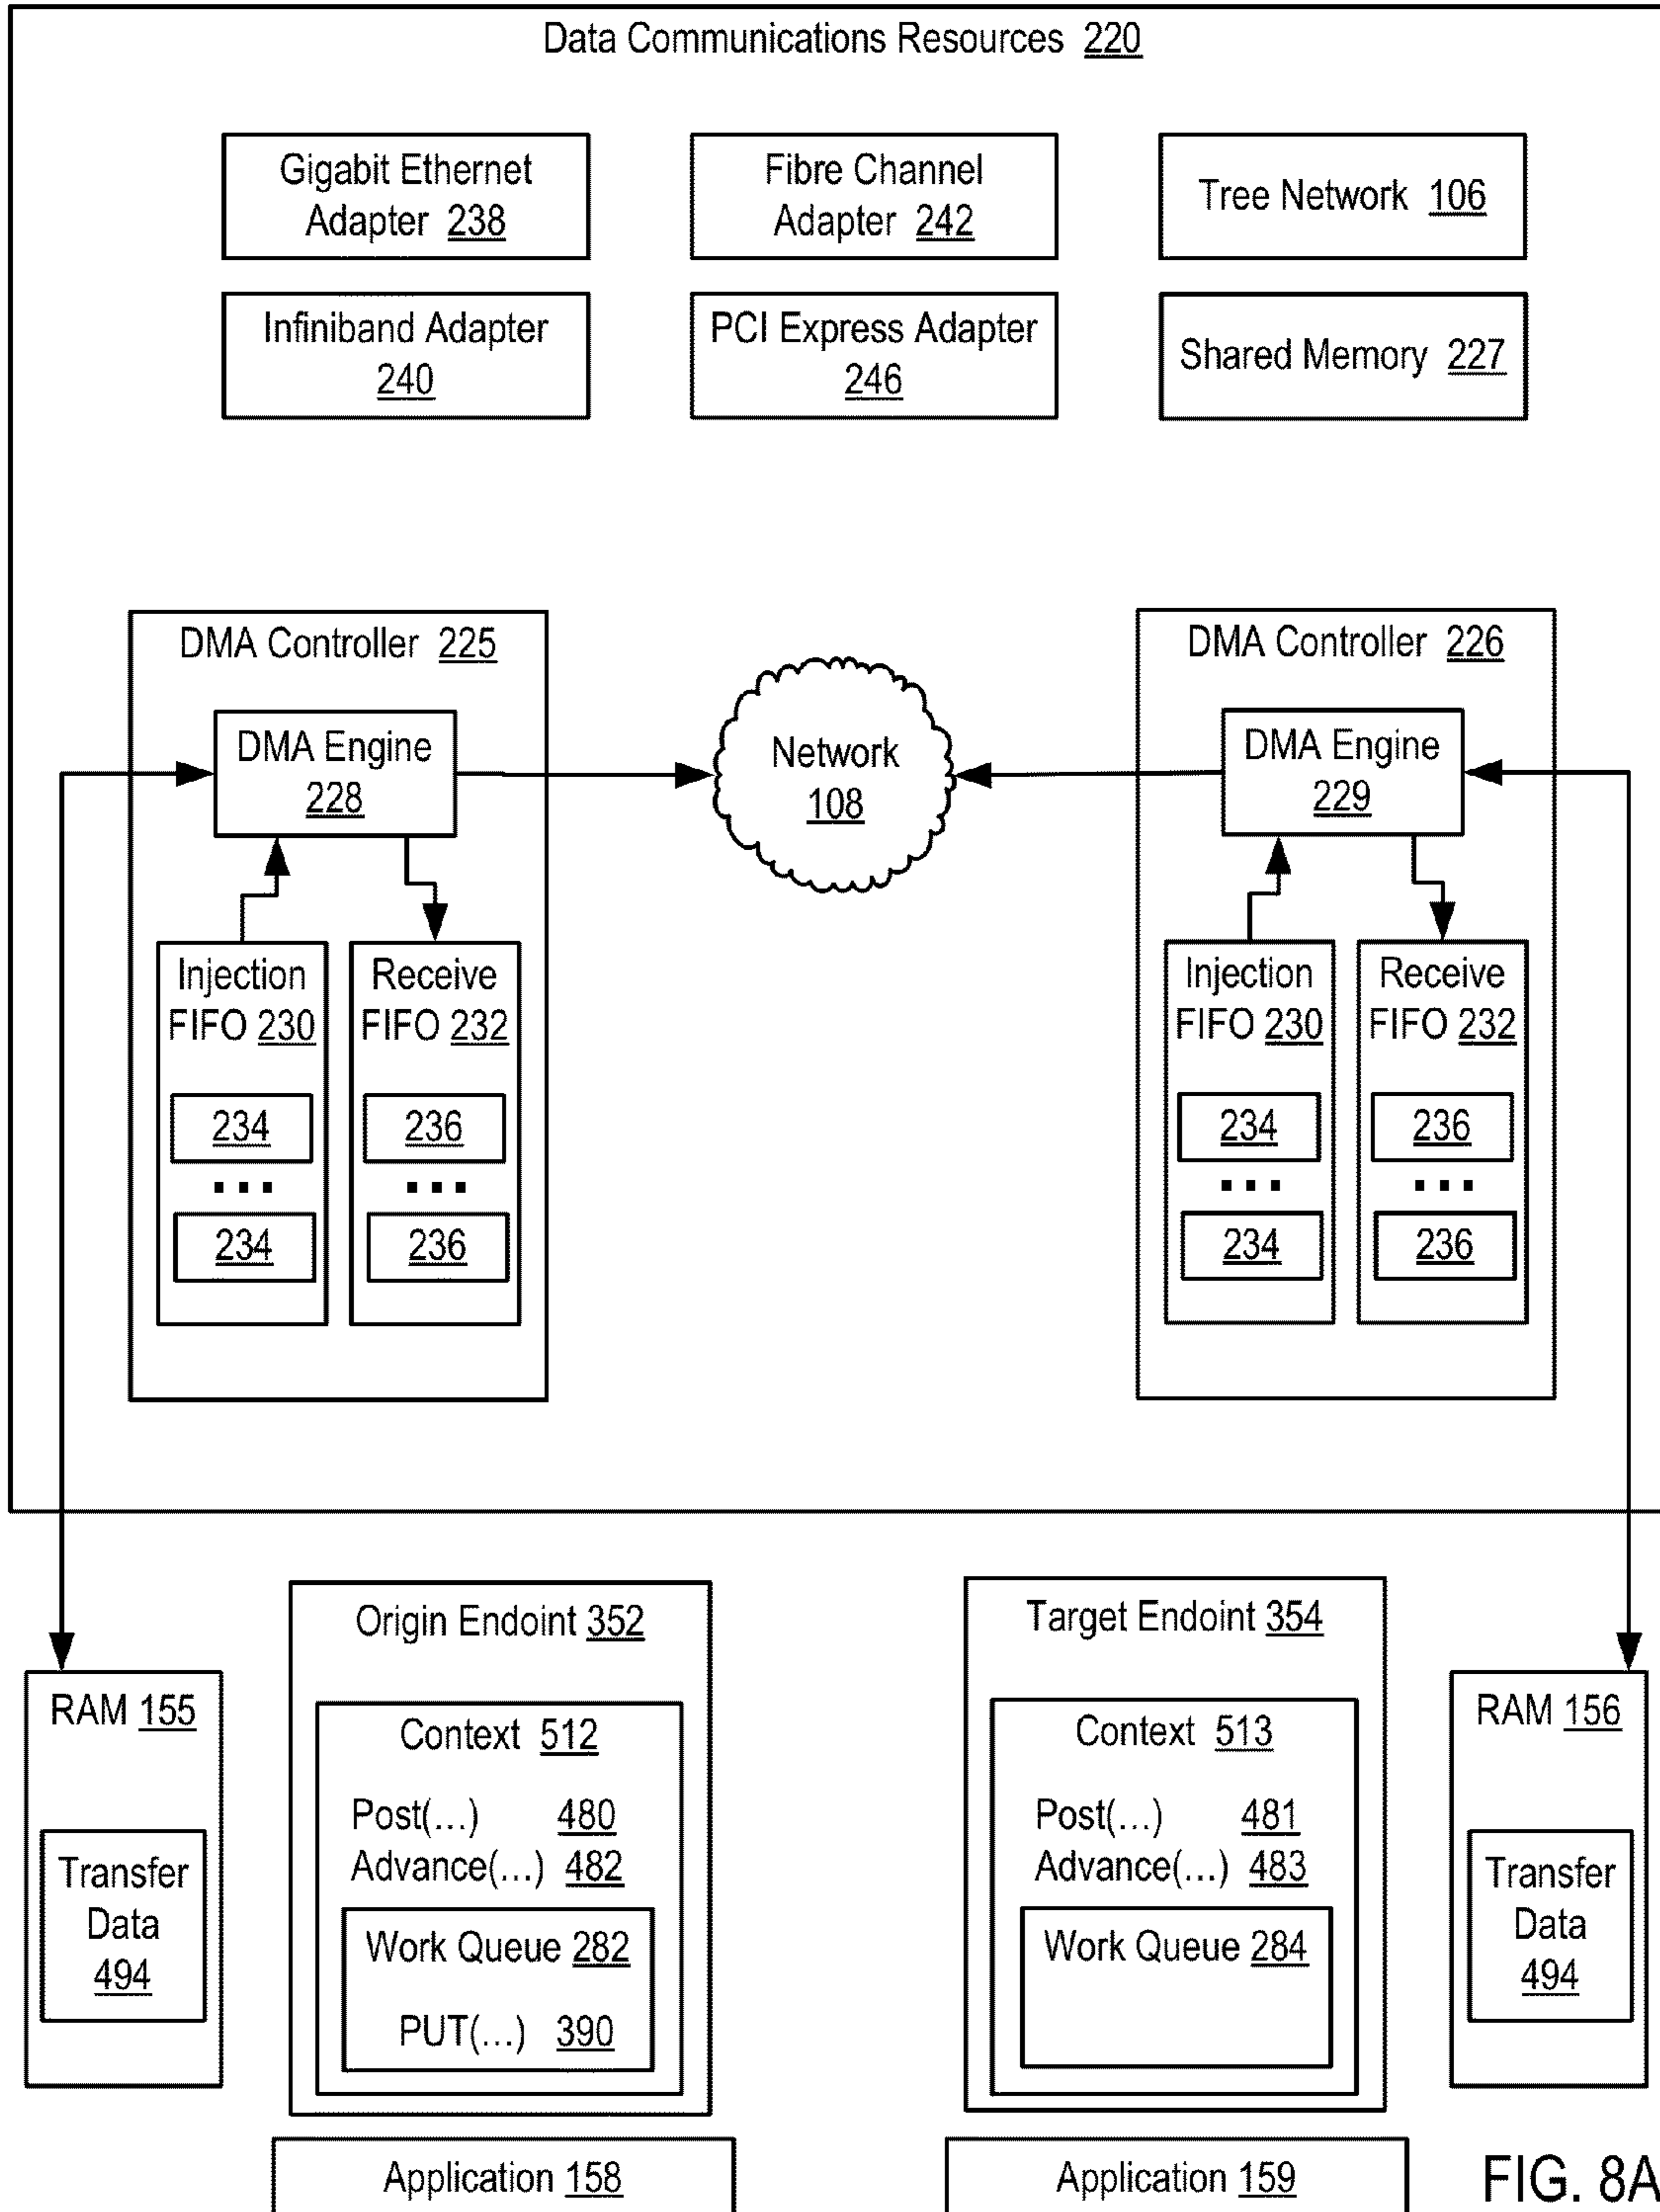 Data Communications Resources 220
Gigabit Ethernet
Adapter 238
Fibre Channel
Adapter 242
Tree Network 106
Infiniband Adapter
240
PCI Express Adapter
246
Shared Memory 227
DMA Controller 225
DMA Engine
228
Injection
FIFO 230
234
...
234
Receive
FIFO 232
236
...
236
Network
108
DMA Controller 226
DMA Engine
229
Injection
FIFO 230
234
...
234
Receive
FIFO 232
236
...
236
RAM 155
Transfer
Data
494
Origin Endoint 352
Context 512
Post(...) 480
Advance(...) 482
Work Queue 282
PUT(...) 390
Target Endoint 354
Context 513
Post(...) 481
Advance(...) 483
Work Queue 284
RAM 156
Transfer
Data
494
Application 158
Application 159
FIG. 8A